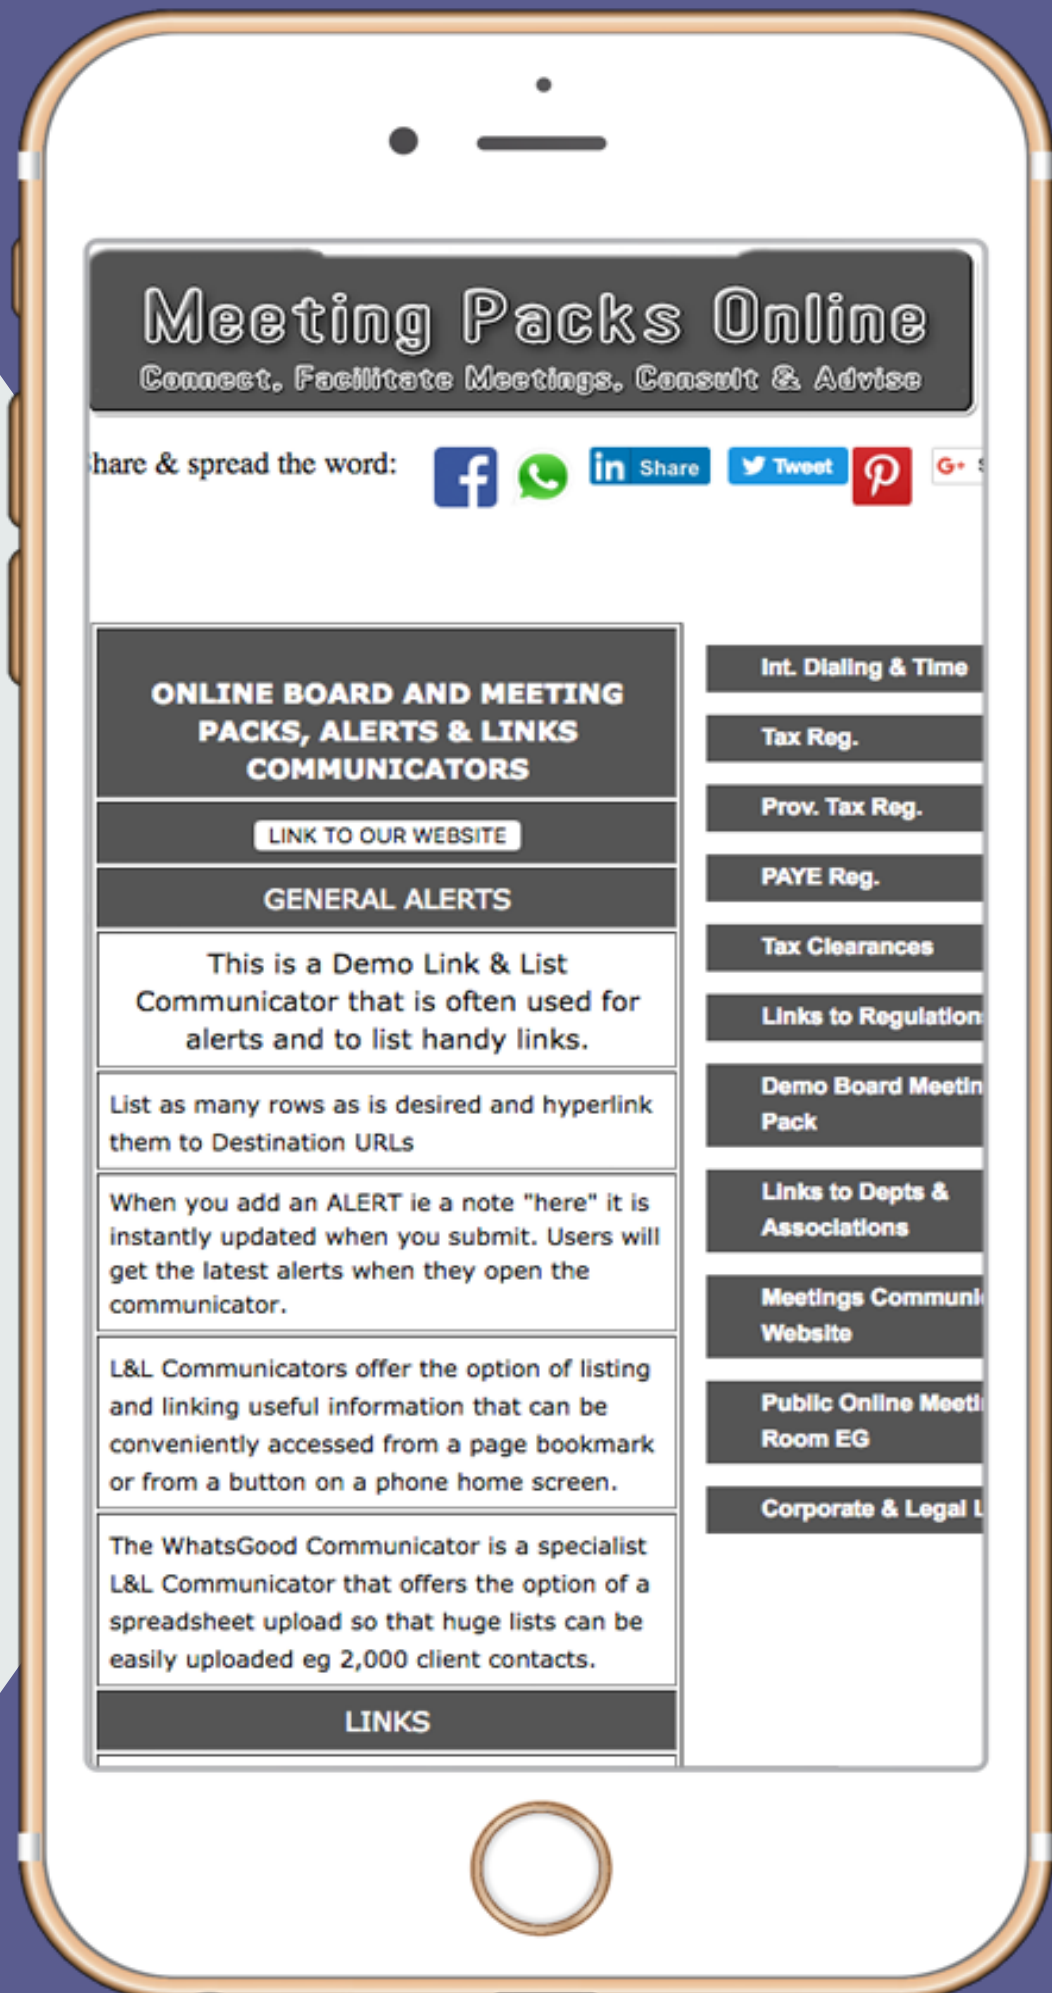 Meeting Packs Online
Connect, Facilitate Meetings, Consult & Advise
hare & spread the word:
in Share
Tweet
G+
ONLINE BOARD AND MEETING
PACKS, ALERTS & LINKS
COMMUNICATORS
LINK TO OUR WEBSITE
GENERAL ALERTS
This is a Demo Link & List
Communicator that is often used for
alerts and to list handy links.
List as many rows as is desired and hyperlink
them to Destination URLs
When you add an ALERT ie a note "here" it is
instantly updated when you submit. Users will
get the latest alerts when they open the
communicator.
L&L Communicators offer the option of listing
and linking useful information that can be
conveniently accessed from a page bookmark
or from a button on a phone home screen.
The WhatsGood Communicator is a specialist
L&L Communicator that offers the option of a
spreadsheet upload so that huge lists can be
easily uploaded eg 2,000 client contacts.
LINKS
Int. Dialing & Time
Tax Reg.
Prov. Tax Reg.
PAYE Reg.
Tax Clearances
Links to Regulation
Demo Board Meetin
Pack
Links to Depts &
Associations
Meetings Communi
Website
Public Online Meeti
Room EG
Corporate & Legal L